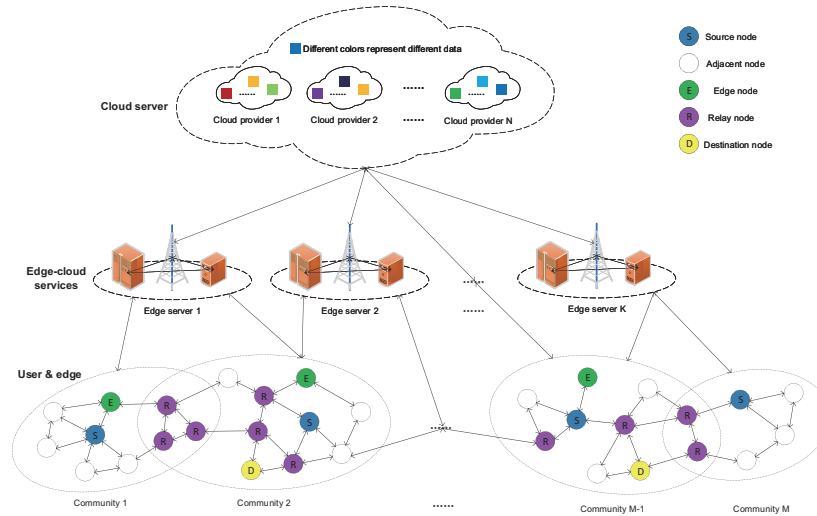 Different colors represent different data
......
......
......
......
Cloud server
Cloud provider 1
Cloud provider 2
......
Cloud provider N
S Source node
Adjacent node
E Edge node
R Relay node
D Destination node
Edge-cloud
services
......
Edge server 1
Edge server 2
......
Edge server K
User & edge
E
R
S
R
R
E
R
S
R
D
R
......
E
S
R
R
D
R
R
S
Community 1
Community 2
......
Community M-1
Community M